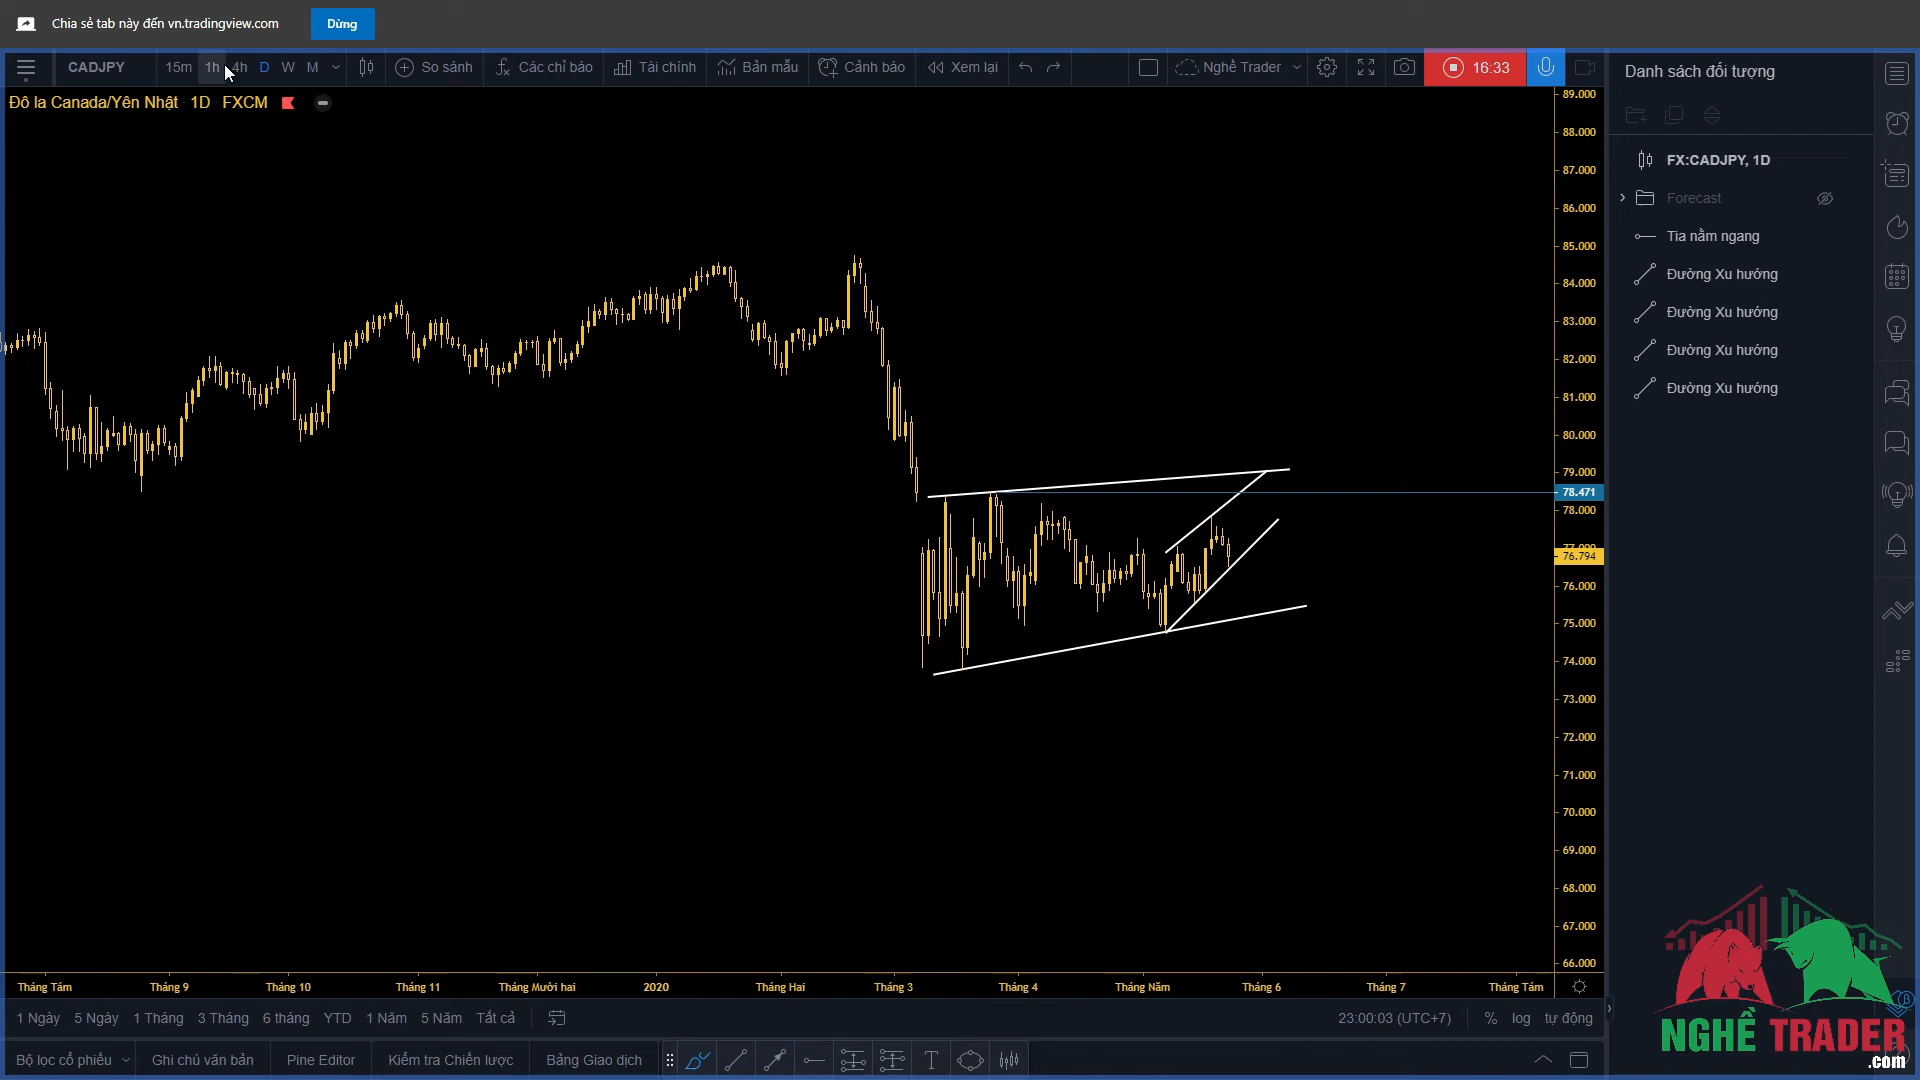 Chia sẻ tab này đến vn.tradingview.com
Dừng
CADJPY
15m
1h
4h
D
W
M
So sánh
Các chỉ báo
Tài chính
Bản mẫu
Cảnh báo
Xem lại
Nghề Trader
16:33
Danh sách đối tượng
Đô la Canada/Yên Nhật 1D FXCM
FX:CADJPY, 1D
Forecast
Tia nằm ngang
Đường Xu hướng
Đường Xu hướng
Đường Xu hướng
Đường Xu hướng
89.000
88.000
87.000
86.000
85.000
84.000
83.000
82.000
81.000
80.000
79.000
78.471
78.000
77.000
76.794
76.000
75.000
74.000
73.000
72.000
71.000
70.000
69.000
68.000
67.000
66.000
Tháng Tám
Tháng 9
Tháng 10
Tháng 11
Tháng Mười hai
2020
Tháng Hai
Tháng 3
Tháng 4
Tháng Năm
Tháng 6
Tháng 7
Tháng Tám
1 Ngày
5 Ngày
1 Tháng
3 Tháng
6 tháng
YTD
1 Năm
5 Năm
Tất cả
23:00:03 (UTC+7)
%
log
tự động
Bộ lọc cổ phiếu
Ghi chú văn bản
Pine Editor
Kiểm tra Chiến lược
Bảng Giao dịch
NGHỀ TRADER
.com